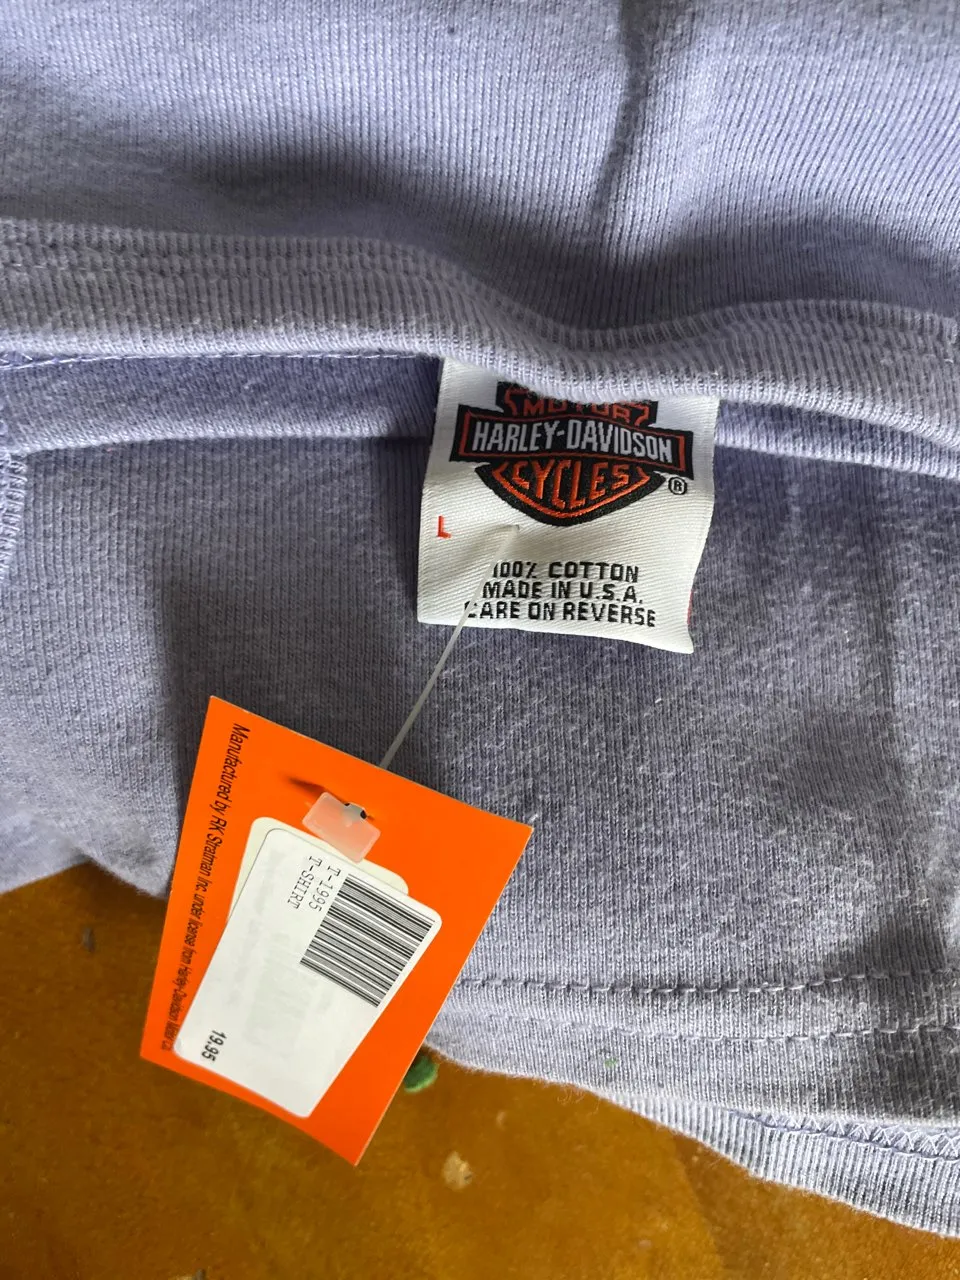 MOTOR
HARLEY-DAVIDSON
CYCLES
®
L
100% COTTON
MADE IN U.S.A.
CARE ON REVERSE
Manufactured by RK Stratman Inc. under license from Harley-Davidson Motor Co.
T-1995
T-SHIRT
19.95